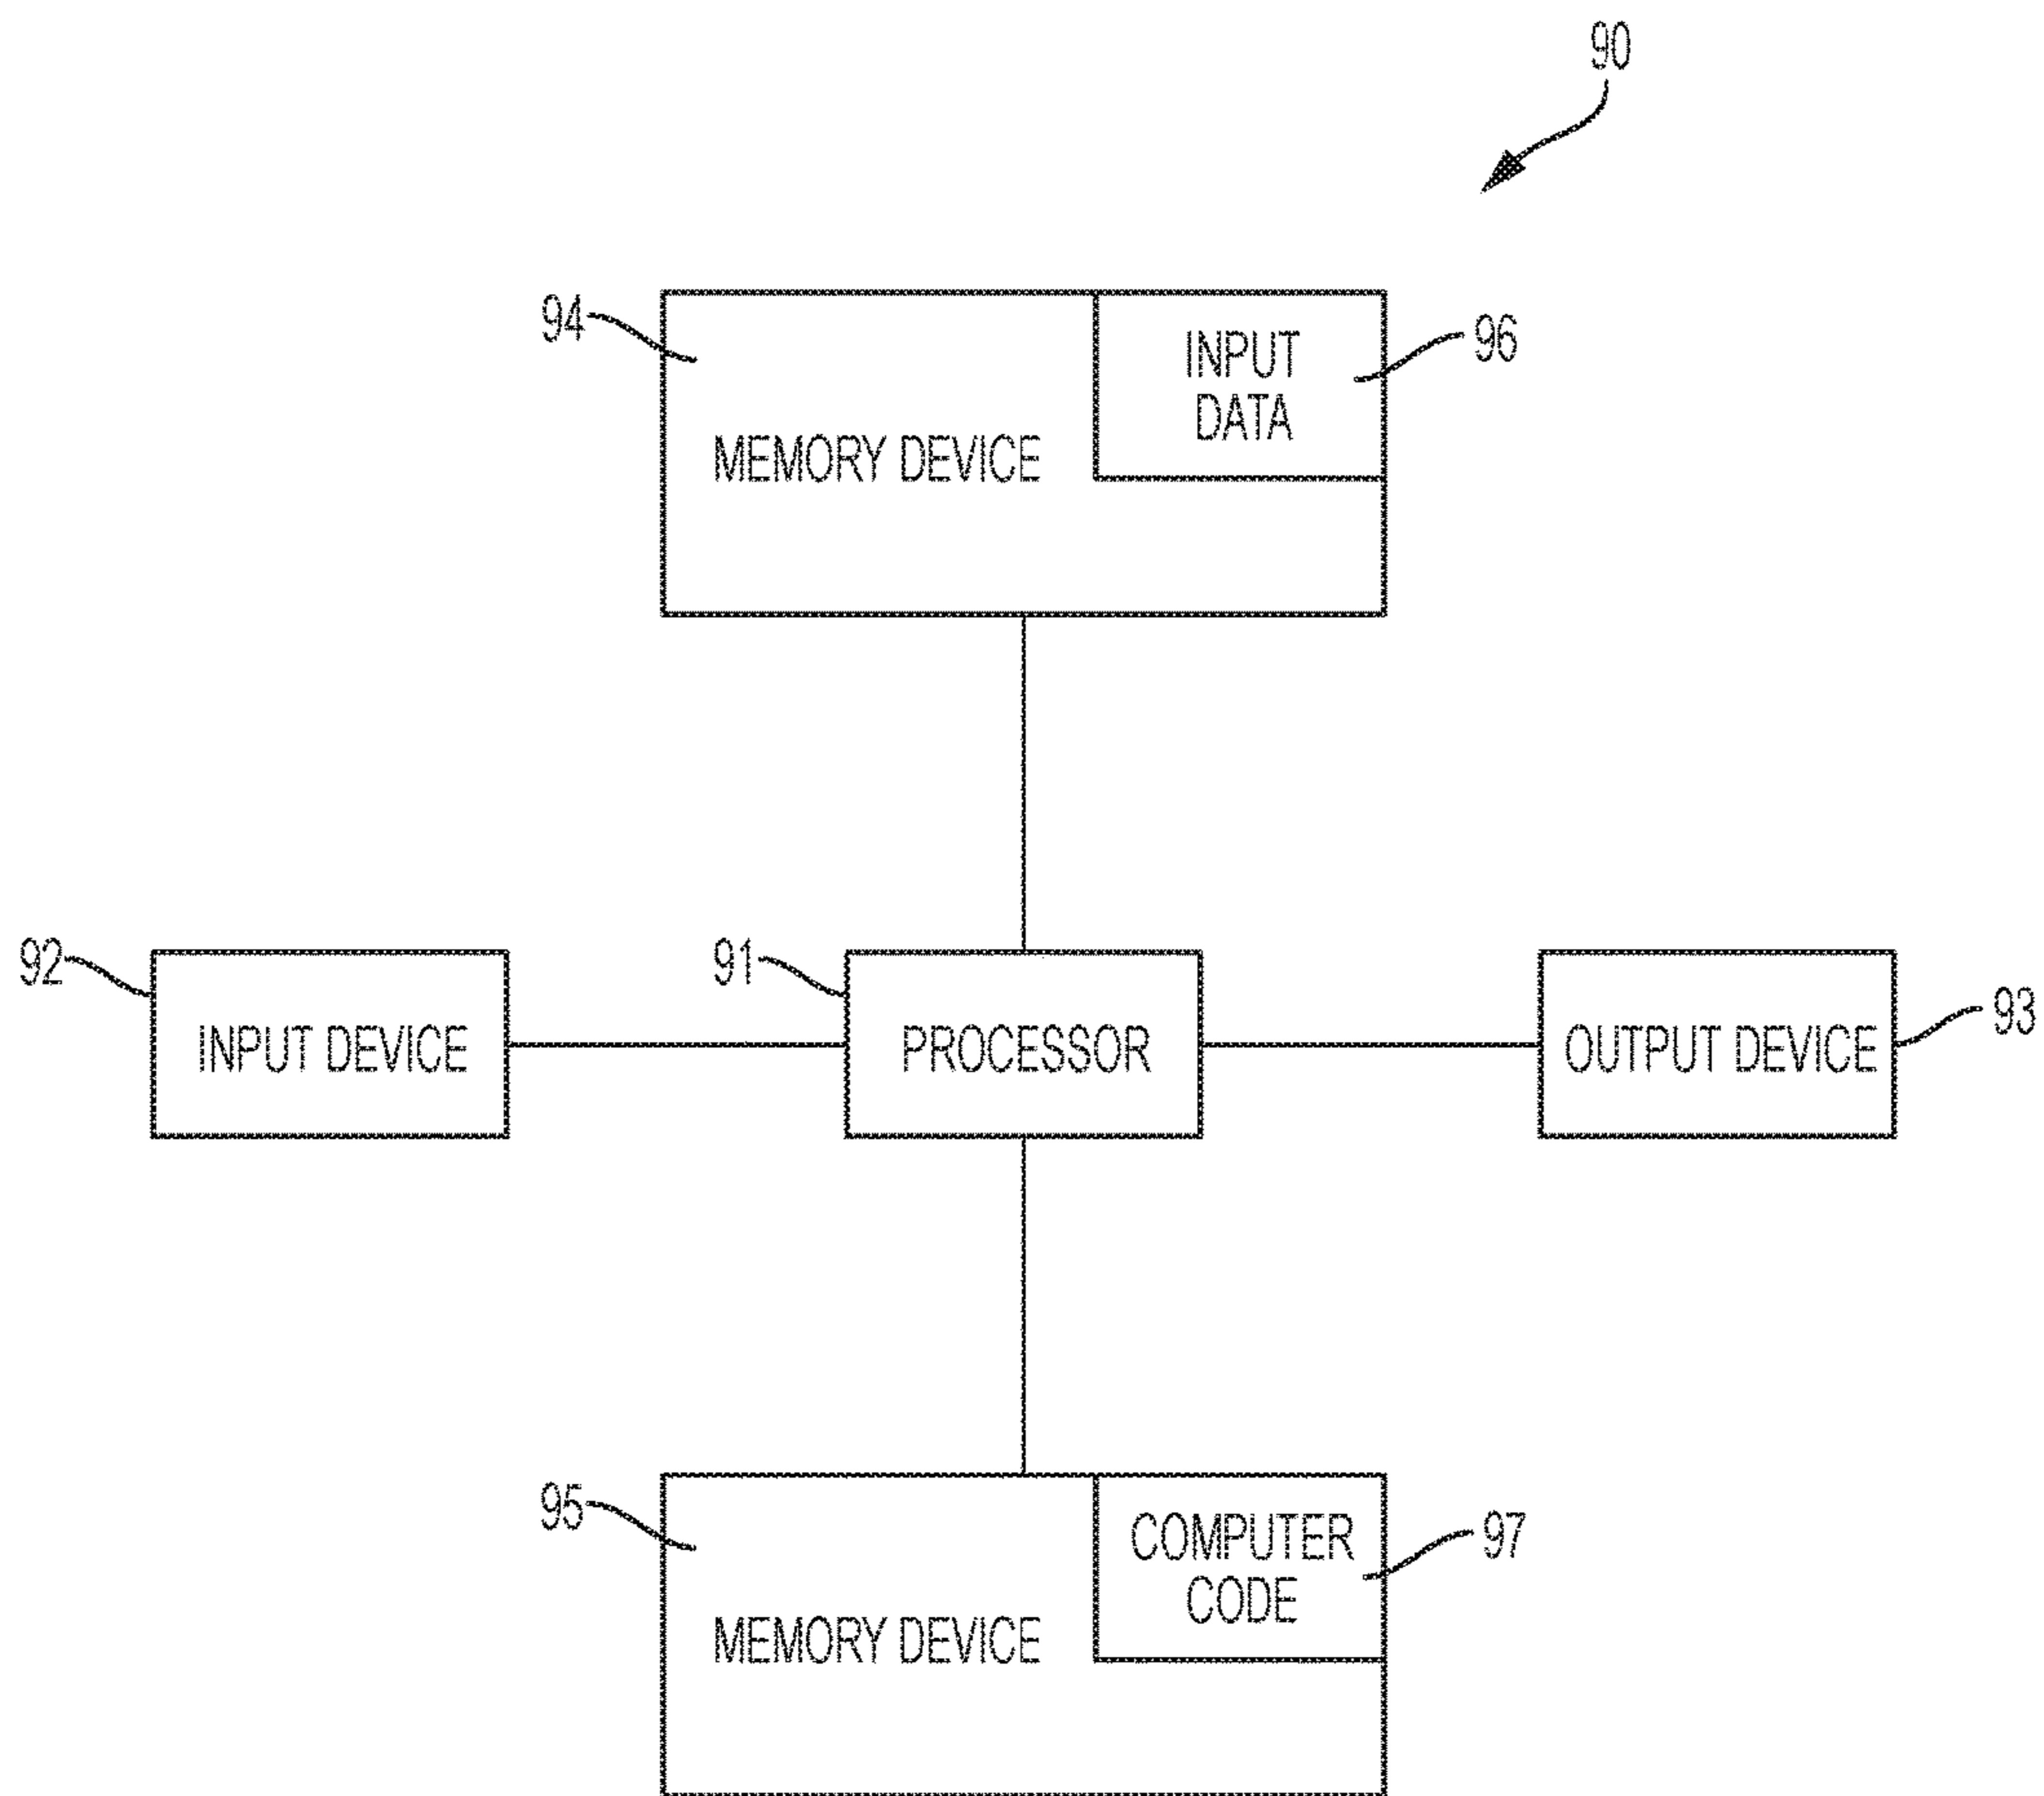 90
94
INPUT
DATA
96
MEMORY DEVICE
92
INPUT DEVICE
91
PROCESSOR
OUTPUT DEVICE
93
95
COMPUTER
CODE
97
MEMORY DEVICE